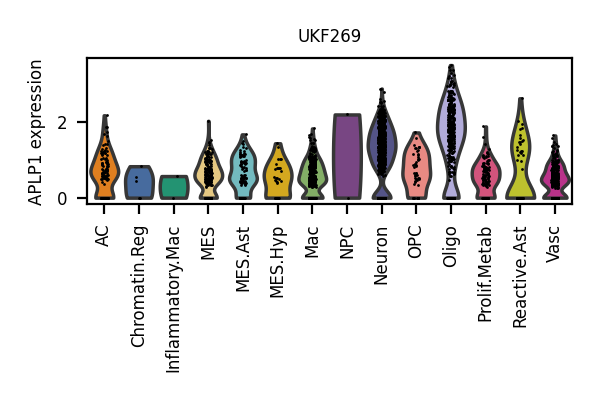 UKF269
APLP1 expression
2
0
AC
Chromatin.Reg
Inflammatory.Mac
MES
MES.Ast
MES.Hyp
Mac
NPC
Neuron
OPC
Oligo
Prolif.Metab
Reactive.Ast
Vasc